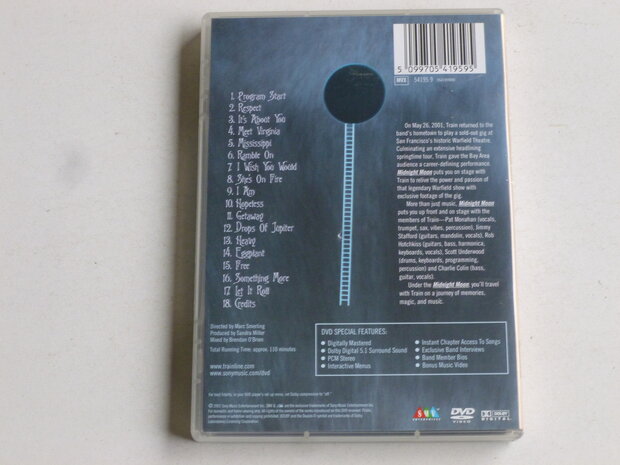 5 099705 419595
54195 9
1. Program Start
2. Respect
3. It's About You
4. Meet Virginia
5. Mississippi
6. Ramble On
7. I Wish You Would
8. She's On Fire
9. I Am
10. Hopeless
11. Getaway
12. Drops Of Jupiter
13. Heavy
14. Eggplant
15. Free
16. Something More
17. Let It Roll
18. Credits
On May 26, 2001, Train returned to the
band's hometown to play a sold-out gig at
San Francisco's historic Warfield Theatre.
Culminating an extensive headlining
springtime tour, Train gave the Bay Area
audience a career-defining performance.
Midnight Moon puts you on stage with
Train to relive the power and passion of
that legendary Warfield show with
exclusive footage of the gig.
More than just music, Midnight Moon
puts you up front and on stage with the
members of Train—Pat Monahan (vocals,
trumpet, sax, vibes, percussion), Jimmy
Stafford (guitars, mandolin, vocals), Rob
Hotchkiss (guitars, bass, harmonica,
keyboards, vocals), Scott Underwood
(drums, keyboards, programming,
percussion) and Charlie Colin (bass,
guitar, vocals).
Under the Midnight Moon, you'll travel
with Train on a journey of memories,
magic, and music.
Directed by Marc Smerling
Produced by Sandra Miller
Mixed by Brendan O'Brien
Total Running Time: approx. 110 minutes
www.trainline.com
www.sonymusic.com/dvd
DVD SPECIAL FEATURES:
• Digitally Mastered
• Dolby Digital 5.1 Surround Sound
• PCM Stereo
• Interactive Menus
• Instant Chapter Access To Songs
• Exclusive Band Interviews
• Band Member Bios
• Bonus Music Video
SMV
ENTERPRISES
DVD
VIDEO
DOLBY
DIGITAL